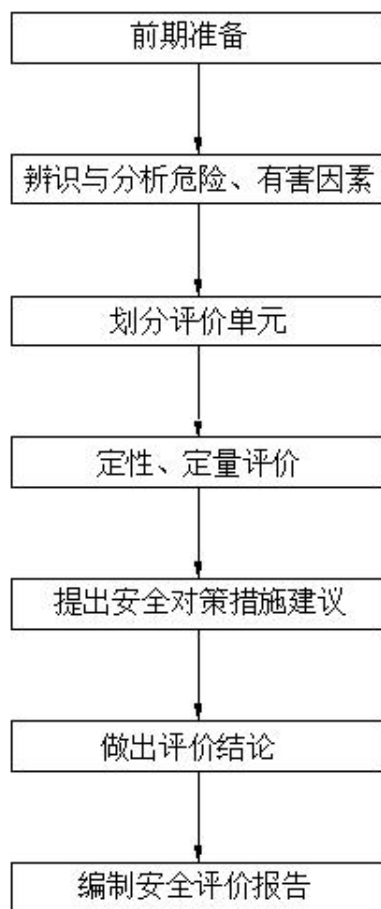 前期准备
辨识与分析危险、有害因素
划分评价单元
定性、定量评价
提出安全对策措施建议
做出评价结论
编制安全评价报告